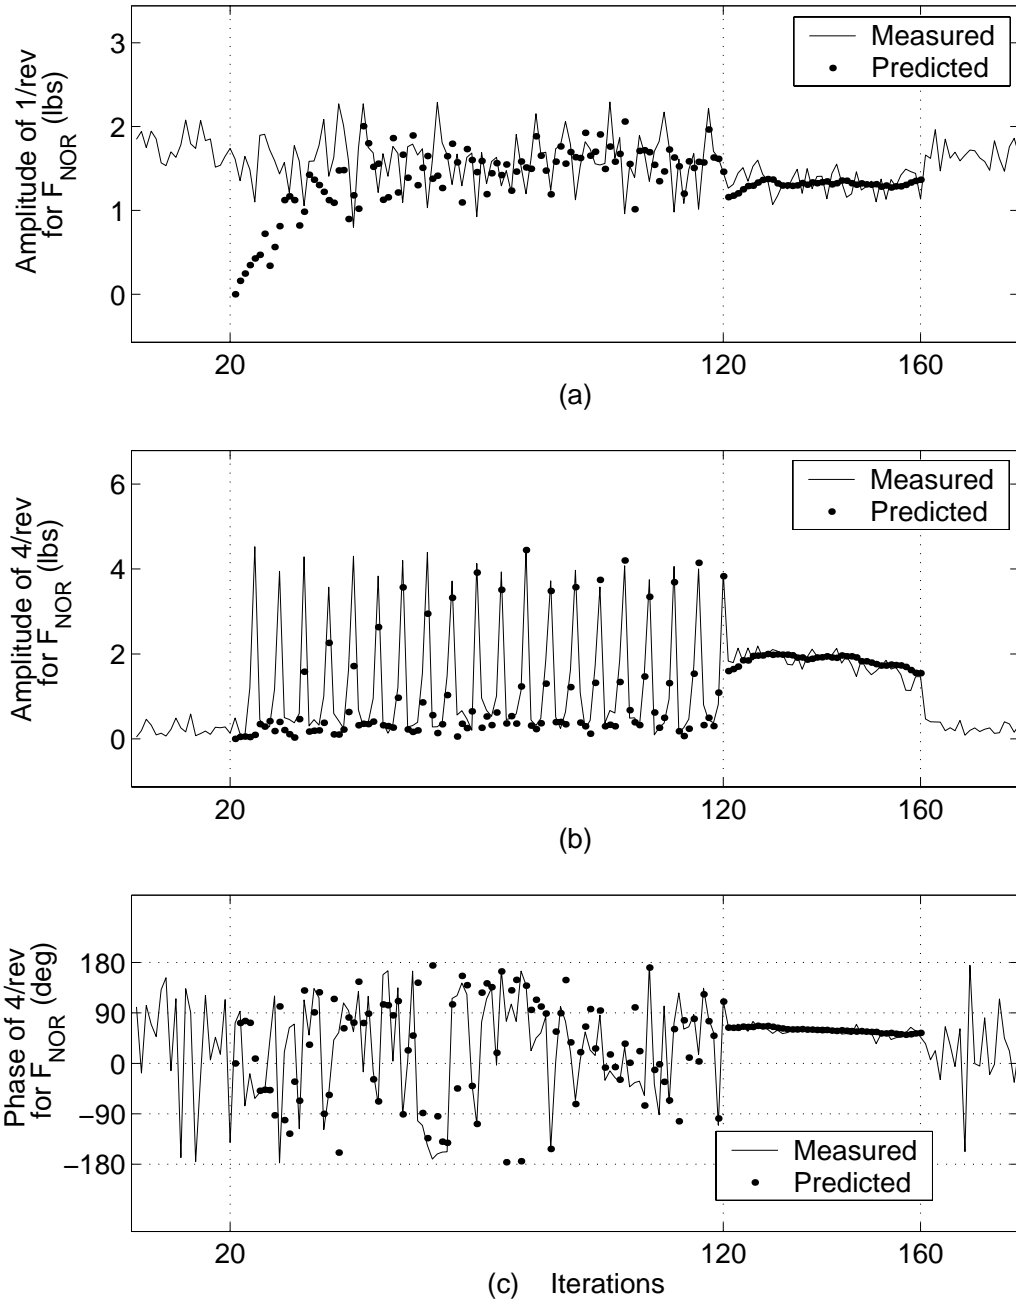 Amplitude of 1/rev
for F_NOR (lbs)
3
2
1
0
Measured
Predicted
20
120
160
(a)
Amplitude of 4/rev
for F_NOR (lbs)
6
4
2
0
Measured
Predicted
20
120
160
(b)
Phase of 4/rev
for F_NOR (deg)
180
90
0
−90
−180
Measured
Predicted
20
120
160
(c) Iterations